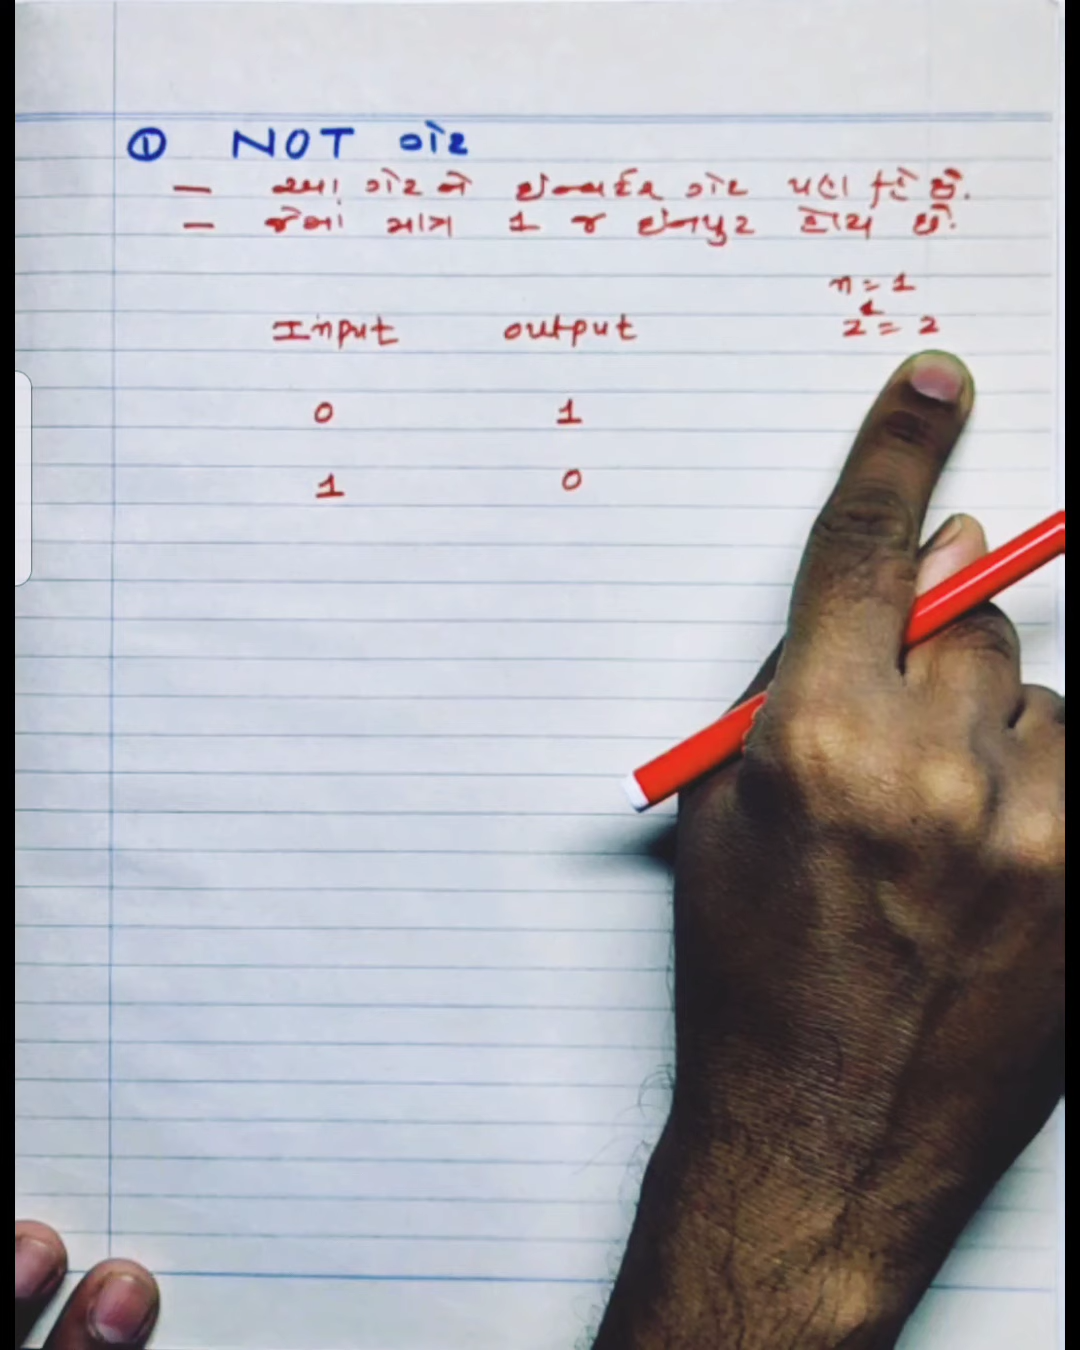 ① NOT ગેટ
- આ ગેટ ને ઇન્વર્ટર ગેટ પણ કહે છે.
- જેમાં માત્ર 1 જ ઇનપુટ હોય છે.
n = 1
Input output 2¹ = 2
0 1
1 0